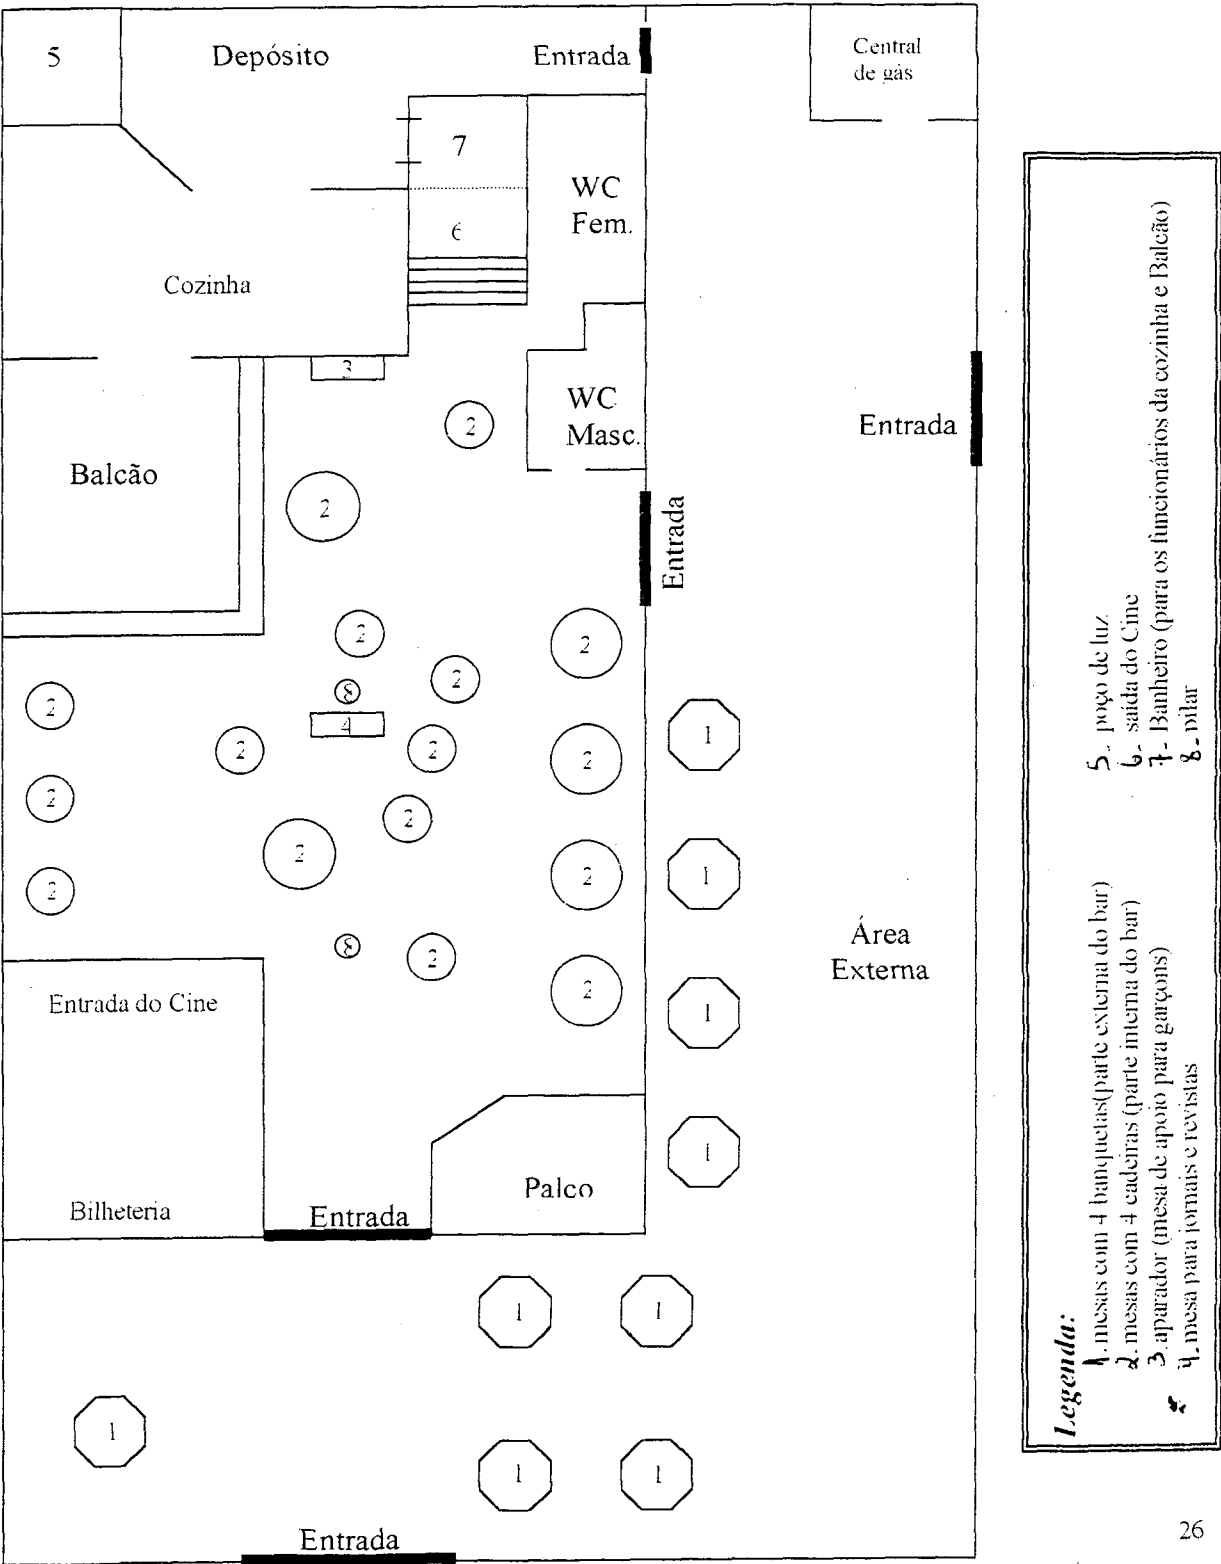 5
Depósito
Entrada
Central
de gás
7
WC
Fem.
6
Cozinha
3
WC
Masc.
2
Entrada
Balcão
2
Entrada
2
2
2
8
2
4
1
2
2
2
2
2
2
1
2
2
2
Área
Externa
8
2
2
Entrada do Cine
1
1
Palco
Bilheteria
Entrada
1
1
1
1
1
Entrada
Legenda:
1. mesas com 4 banquetas(parte externa do bar)
2. mesas com 4 cadeiras (parte interna do bar)
3. aparador (mesa de apoio para garçons)
4. mesa para jornais e revistas
5. poço de luz
6. saída do Cine
7- Banheiro (para os funcionários da cozinha e Balcão)
8. pilar
26